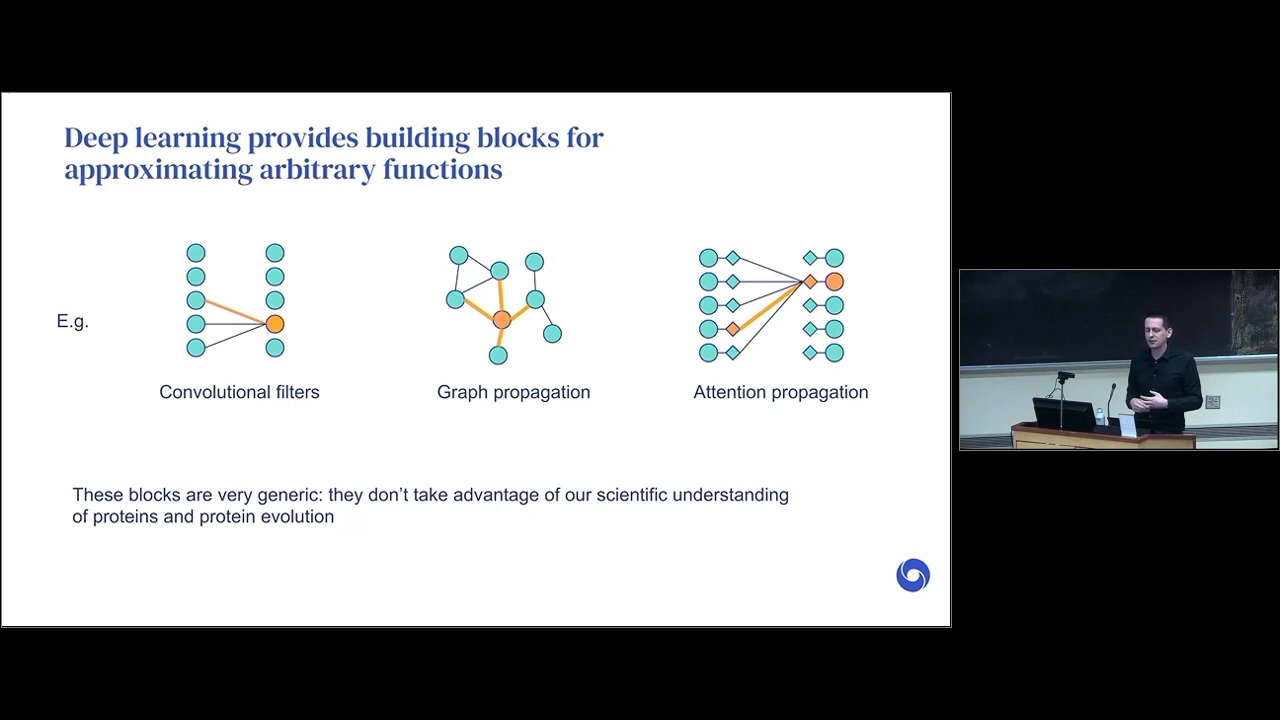 Deep learning provides building blocks for
approximating arbitrary functions
E.g.
Convolutional filters
Graph propagation
Attention propagation
These blocks are very generic: they don't take advantage of our scientific understanding
of proteins and protein evolution